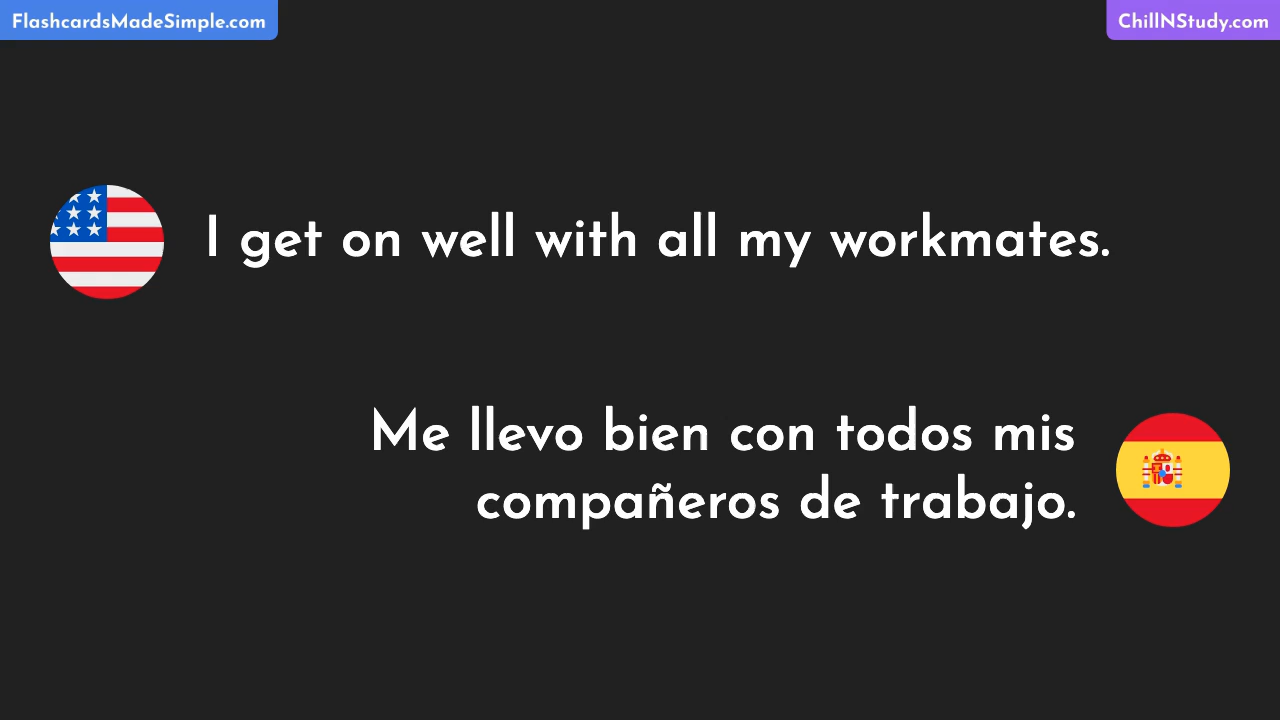 FlashcardsMadeSimple.com
ChillNStudy.com
I get on well with all my workmates.
Me llevo bien con todos mis
compañeros de trabajo.